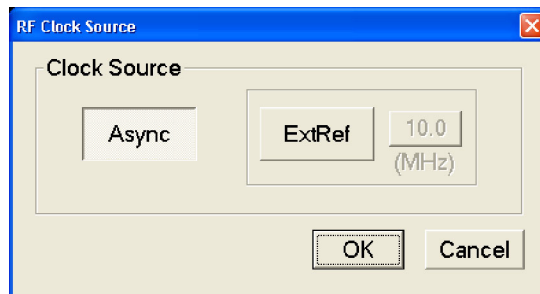 RF Clock Source
Clock Source
Async
ExtRef
10.0
(MHz)
OK
Cancel